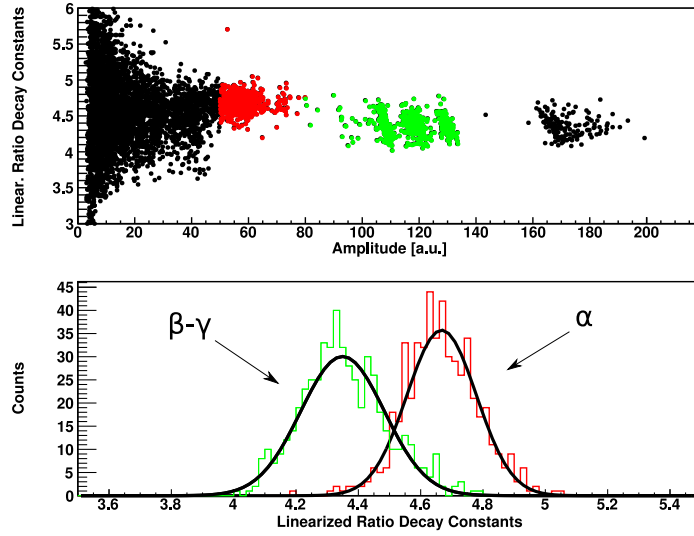 Linear. Ratio Decay Constants
6
5.5
5
4.5
4
3.5
3
0 20 40 60 80 100 120 140 160 180 200
Amplitude [a.u.]
Counts
45
40
35
30
25
20
15
10
5
0
β-γ
α
3.6 3.8 4 4.2 4.4 4.6 4.8 5 5.2 5.4
Linearized Ratio Decay Constants